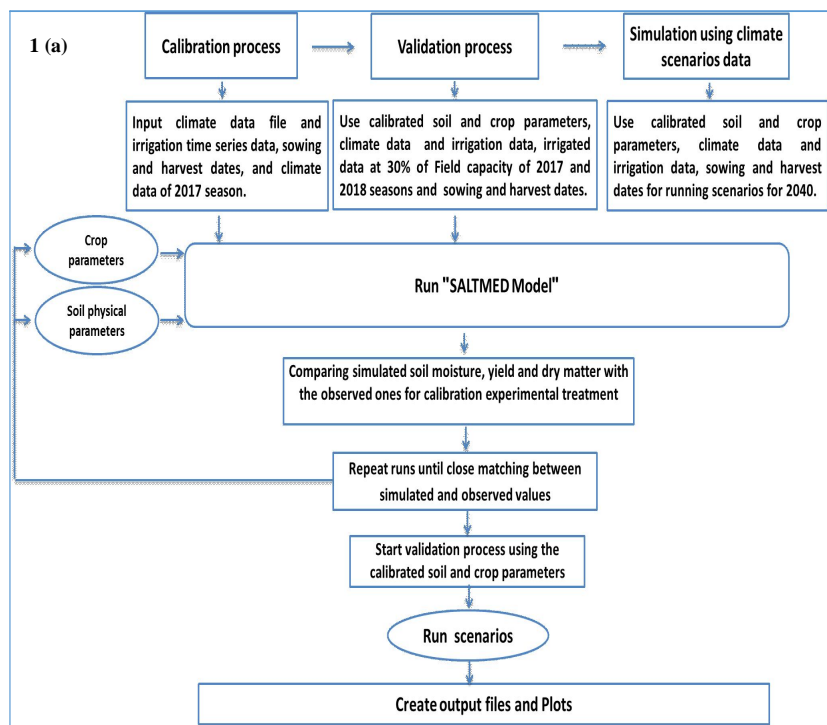 1 (a)
Calibration process
Validation process
Simulation using climate
scenarios data
Input climate data file and
irrigation time series data, sowing
and harvest dates, and climate
data of 2017 season.
Use calibrated soil and crop parameters,
climate data and irrigation data, irrigated
data at 30% of Field capacity of 2017 and
2018 seasons and sowing and harvest dates.
Use calibrated soil and crop
parameters, climate data and
irrigation data, sowing and harvest
dates for running scenarios for 2040.
Crop
parameters
Soil physical
parameters
Run "SALTMED Model"
Comparing simulated soil moisture, yield and dry matter with
the observed ones for calibration experimental treatment
Repeat runs until close matching between
simulated and observed values
Start validation process using the
calibrated soil and crop parameters
Run scenarios
Create output files and Plots